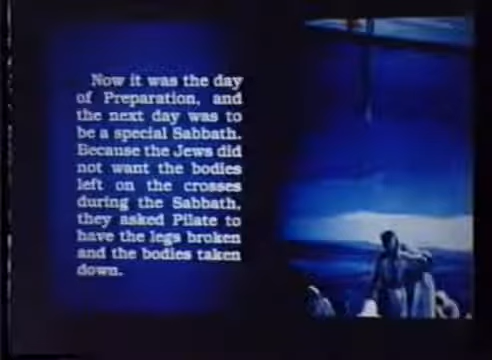 Now it was the day
of Preparation, and
the next day was to
be a special Sabbath.
Because the Jews did
not want the bodies
left on the crosses
during the Sabbath,
they asked Pilate to
have the legs broken
and the bodies taken
down.